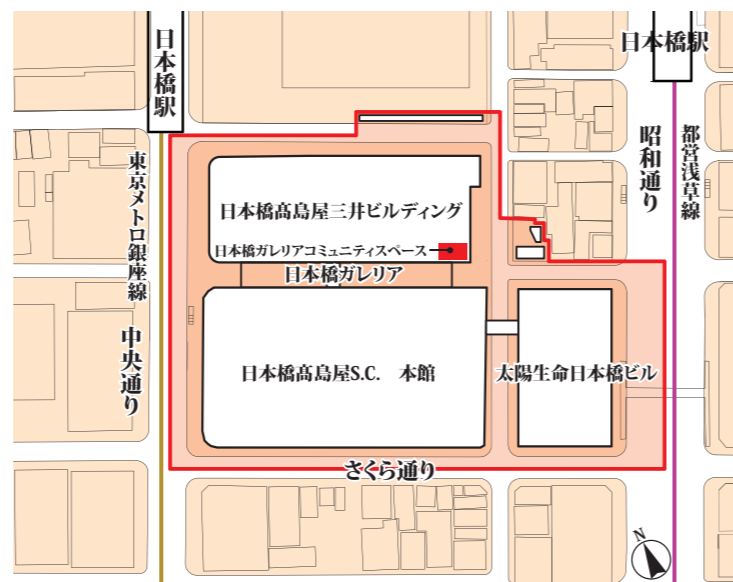 日本橋駅
日本橋駅
東京メトロ銀座線
中央通り
昭和通り
都営浅草線
日本橋髙島屋三井ビルディング
日本橋ガレリアコミュニティスペース
日本橋ガレリア
日本橋髙島屋S.C. 本館
太陽生命日本橋ビル
さくら通り
N